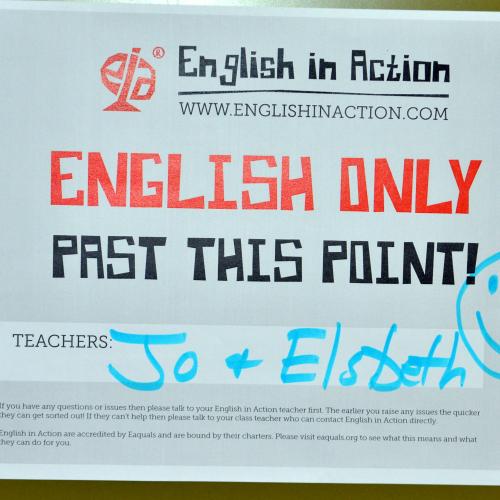 eia® English in Action
WWW.ENGLISHINACTION.COM
ENGLISH ONLY
PAST THIS POINT!
TEACHERS: Jo + Elsbeth
If you have any questions or issues then please talk to your English in Action teacher first. The earlier you raise any issues the quicker
they can get sorted out! If they can't help then please talk to your class teacher who can contact English in Action directly.
English in Action are accredited by Eaquals and are bound by their charters. Please visit eaquals.org to see what this means and what
they can do for you.